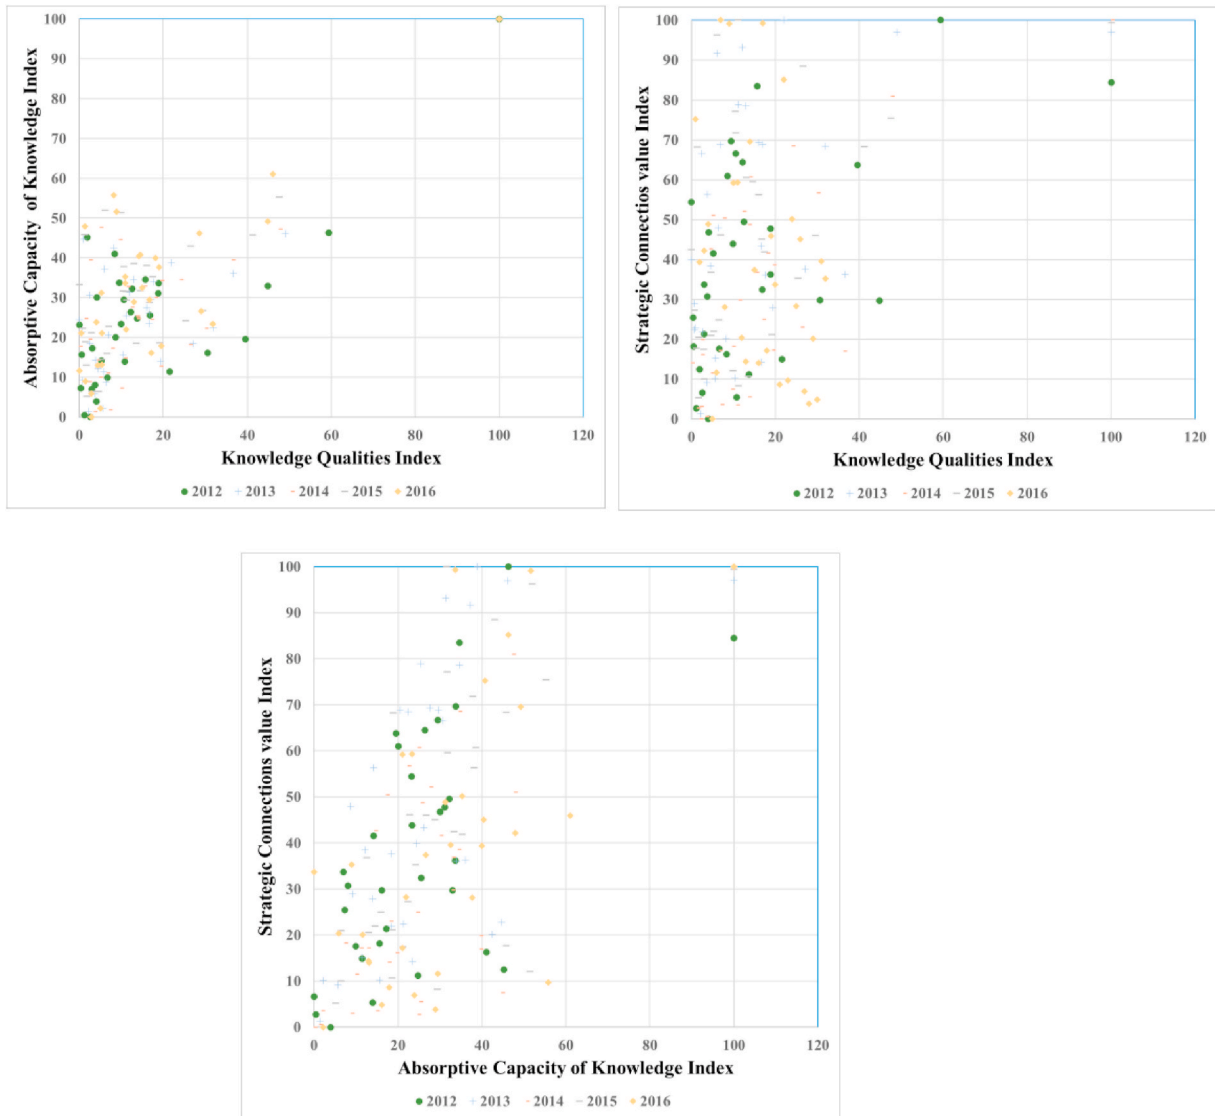 100
90
80
70
60
50
40
30
20
10
0
Absorptive Capacity of Knowledge Index
0 20 40 60 80 100 120
Knowledge Qualities Index
2012 2013 2014 2015 2016
100
90
80
70
60
50
40
30
20
10
0
Strategic Connectios value Index
0 20 40 60 80 100 120
Knowledge Qualities Index
2012 2013 2014 2015 2016
100
90
80
70
60
50
40
30
20
10
0
Strategic Connections value Index
0 20 40 60 80 100 120
Absorptive Capacity of Knowledge Index
2012 2013 2014 2015 2016